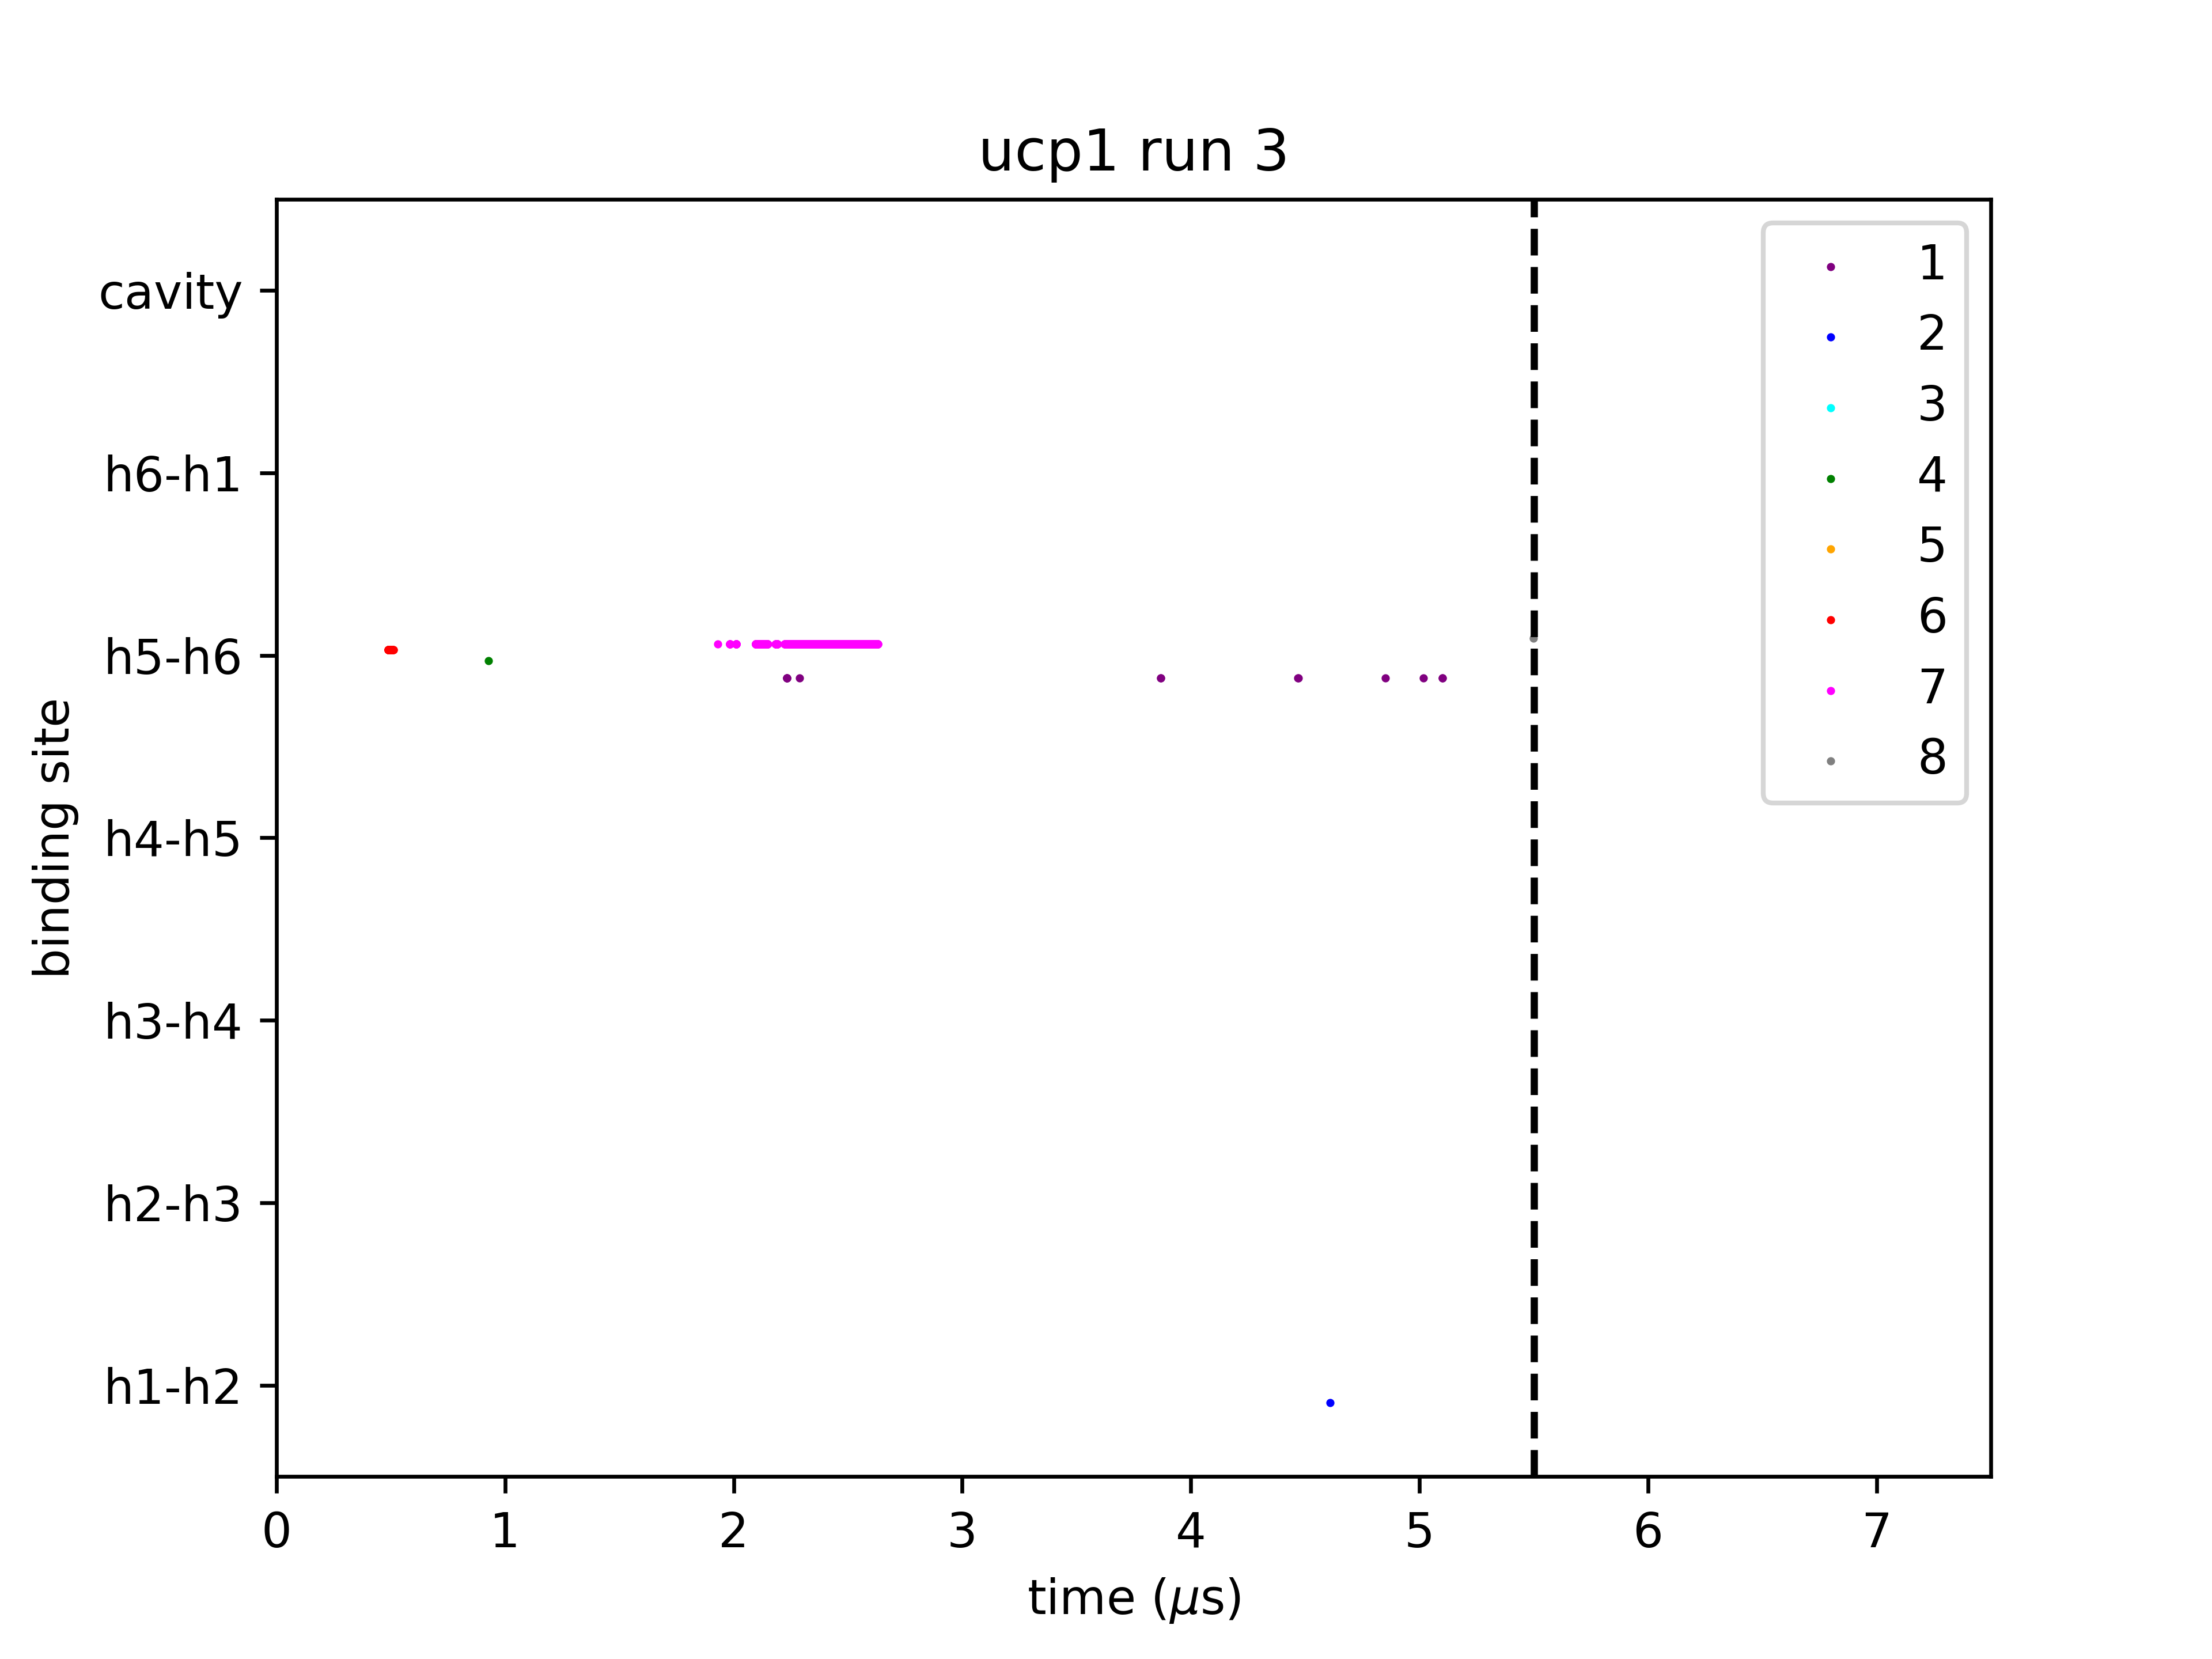 ucp1 run 3
cavity
h6-h1
h5-h6
h4-h5
h3-h4
h2-h3
h1-h2
binding site
0 1 2 3 4 5 6 7
time (μs)
1
2
3
4
5
6
7
8